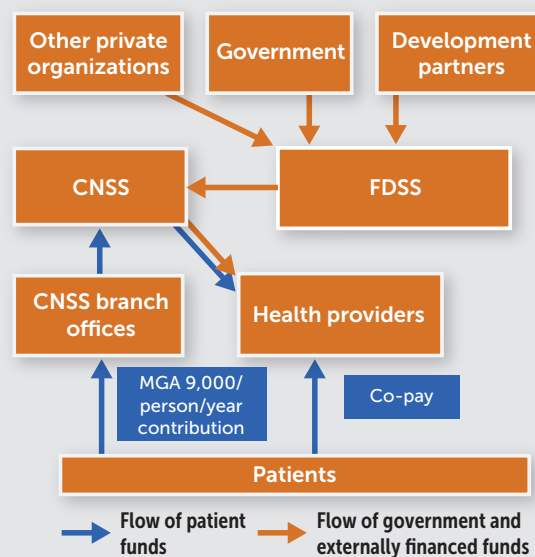 Other private
organizations
Government
Development
partners
CNSS
FDSS
CNSS branch
offices
Health providers
MGA 9,000/
person/year
contribution
Co-pay
Patients
Flow of patient
funds
Flow of government and
externally financed funds